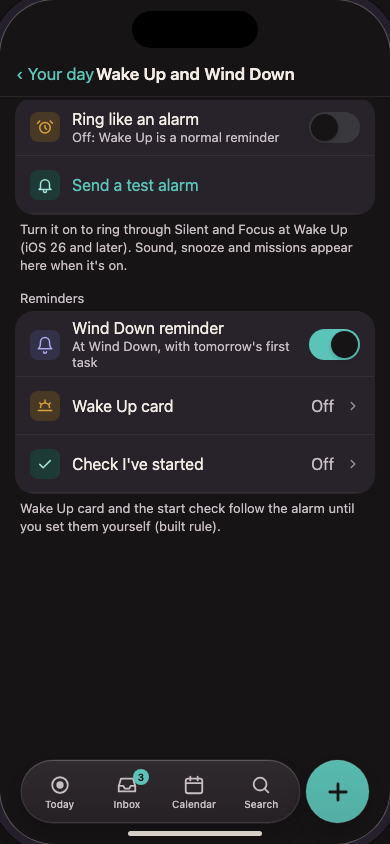 ‹ Your day Wake Up and Wind Down
Ring like an alarm
Off: Wake Up is a normal reminder
Send a test alarm
Turn it on to ring through Silent and Focus at Wake Up
(iOS 26 and later). Sound, snooze and missions appear
here when it's on.
Reminders
Wind Down reminder
At Wind Down, with tomorrow's first
task
Wake Up card Off ›
Check I've started Off ›
Wake Up card and the start check follow the alarm until
you set them yourself (built rule).
3
Today Inbox Calendar Search